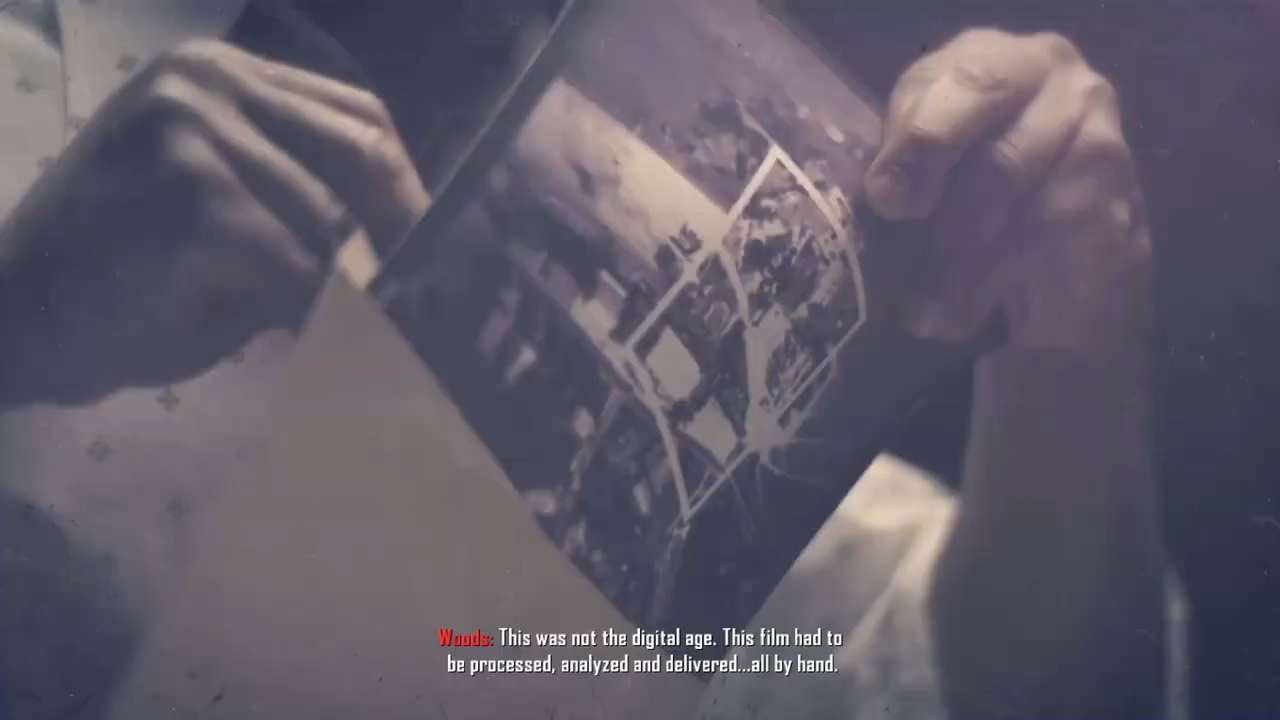 Woods: This was not the digital age. This film had to
be processed, analyzed and delivered...all by hand.